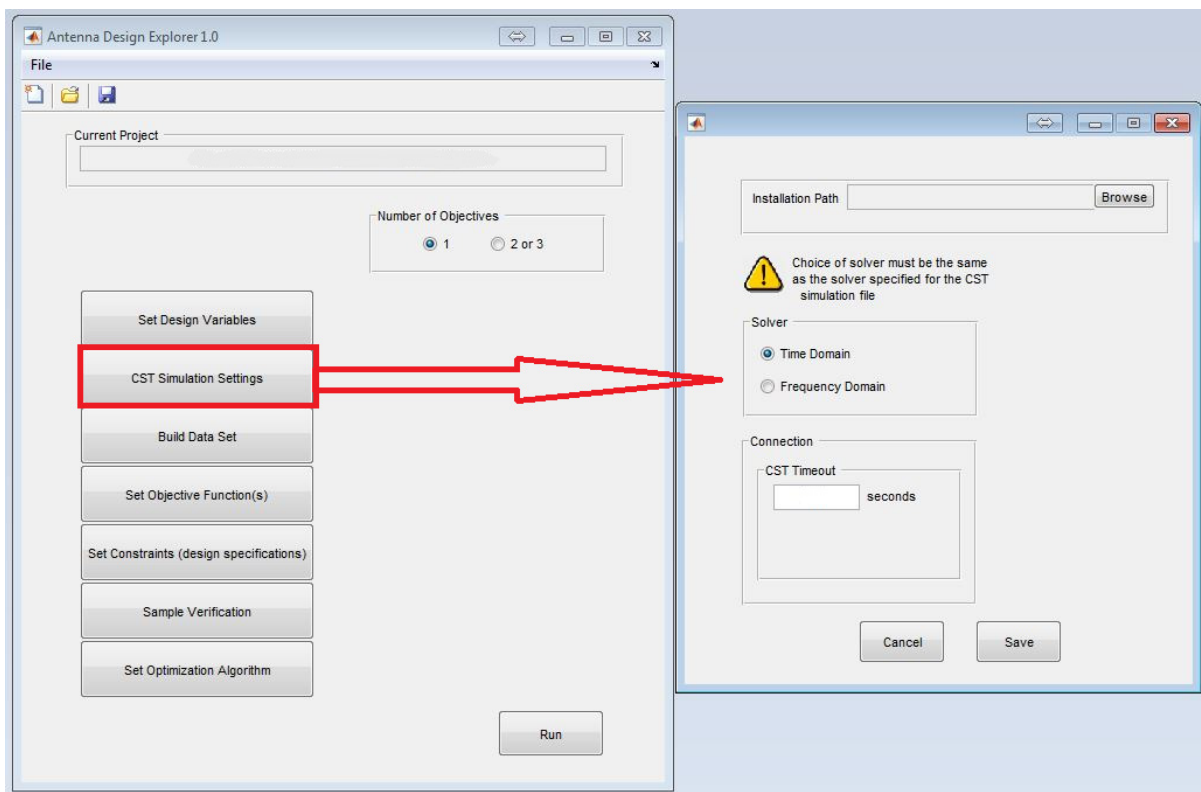 Antenna Design Explorer 1.0
File
Current Project
Number of Objectives
1
2 or 3
Set Design Variables
CST Simulation Settings
Build Data Set
Set Objective Function(s)
Set Constraints (design specifications)
Sample Verification
Set Optimization Algorithm
Run
Installation Path
Browse
Choice of solver must be the same
as the solver specified for the CST
simulation file
Solver
Time Domain
Frequency Domain
Connection
CST Timeout
seconds
Cancel
Save